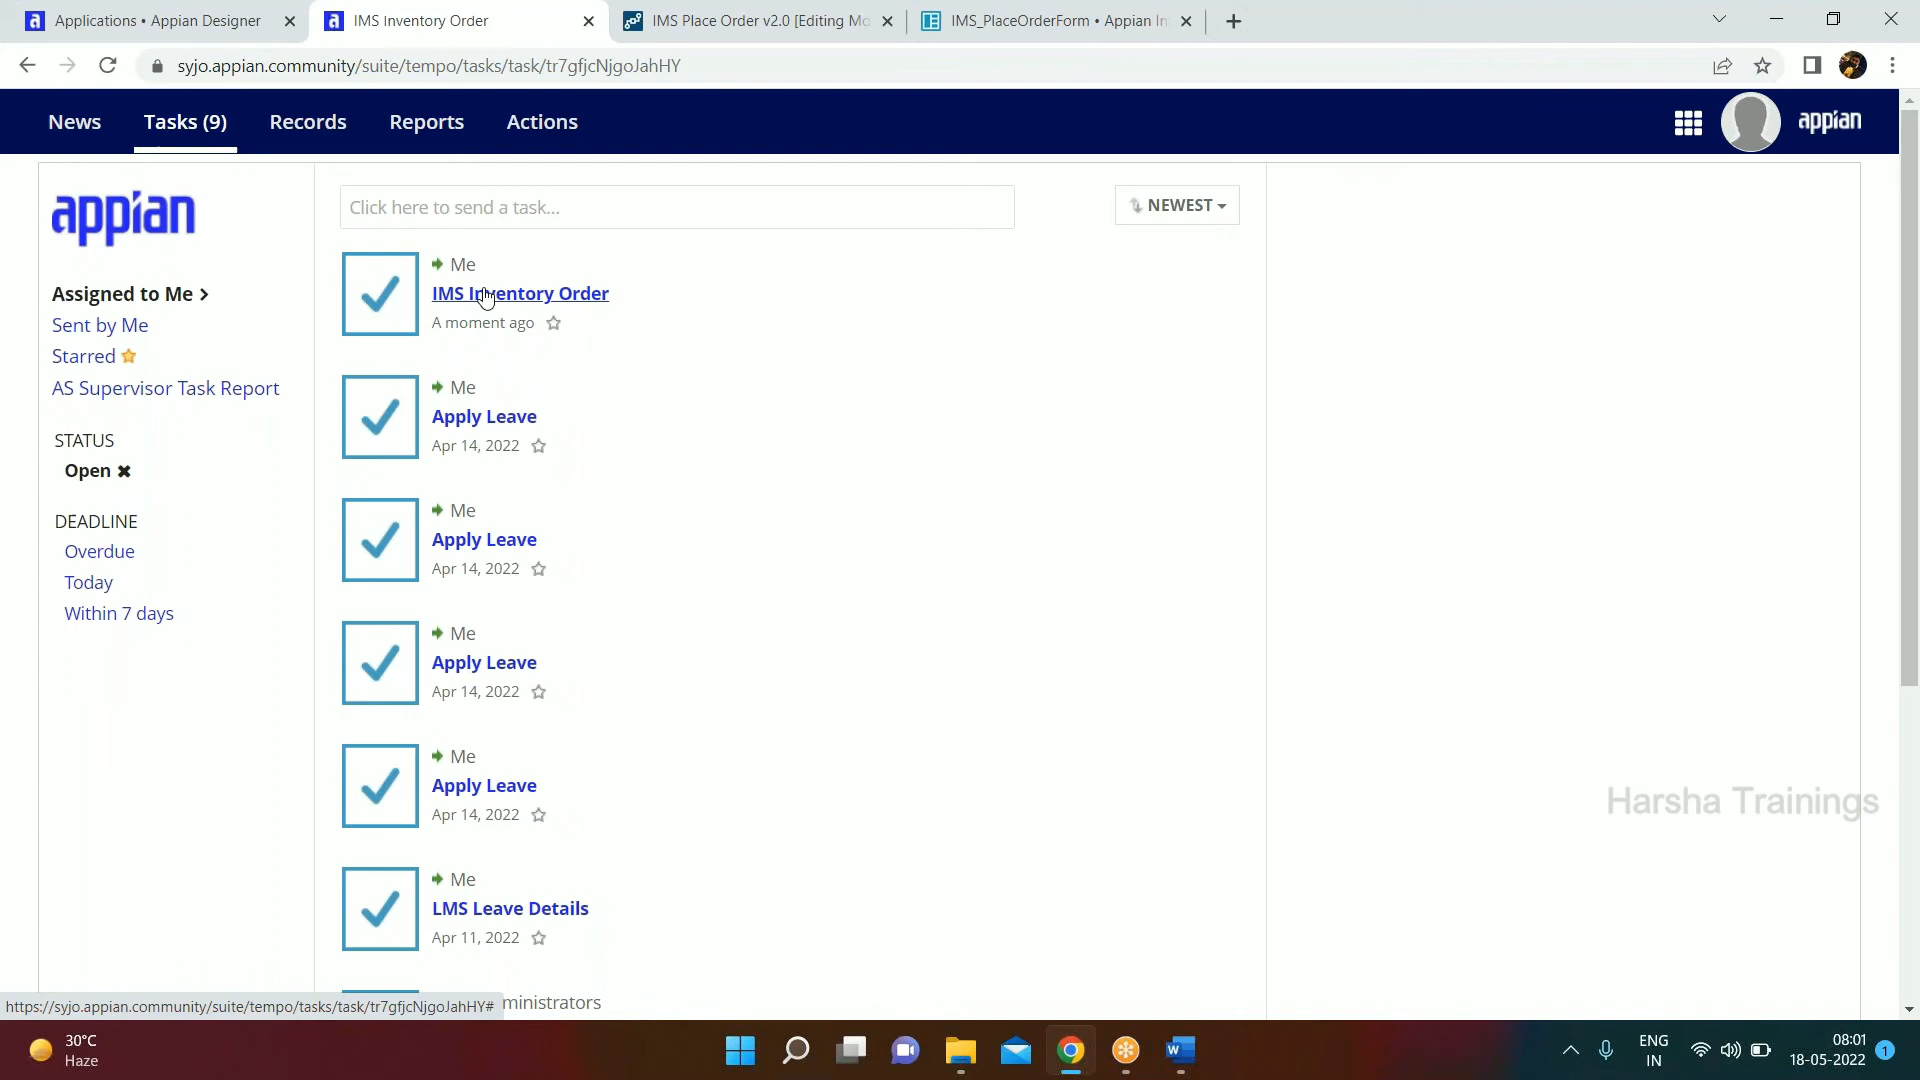 Applications • Appian Designer
IMS Inventory Order
IMS Place Order v2.0 [Editing Mo
IMS_PlaceOrderForm • Appian In
syjo.appian.community/suite/tempo/tasks/task/tr7gfjcNjgoJahHY
News
Tasks (9)
Records
Reports
Actions
appian
appian
Click here to send a task...
NEWEST
Assigned to Me
Sent by Me
Starred
AS Supervisor Task Report
STATUS
Open
DEADLINE
Overdue
Today
Within 7 days
Me
IMS Inventory Order
A moment ago
Me
Apply Leave
Apr 14, 2022
Me
Apply Leave
Apr 14, 2022
Me
Apply Leave
Apr 14, 2022
Me
Apply Leave
Apr 14, 2022
Me
LMS Leave Details
Apr 11, 2022
ministrators
Harsha Trainings
https://syjo.appian.community/suite/tempo/tasks/task/tr7gfjcNjgoJahHY#
30°C
Haze
ENG
IN
08:01
18-05-2022
1